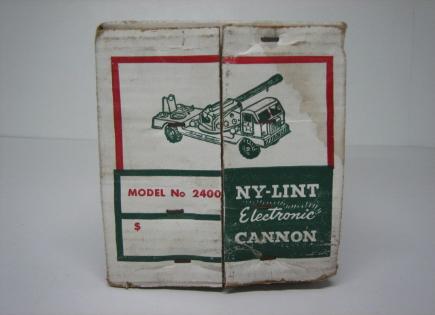 MODEL No 2400
$
NY-LINT
Electronic
CANNON